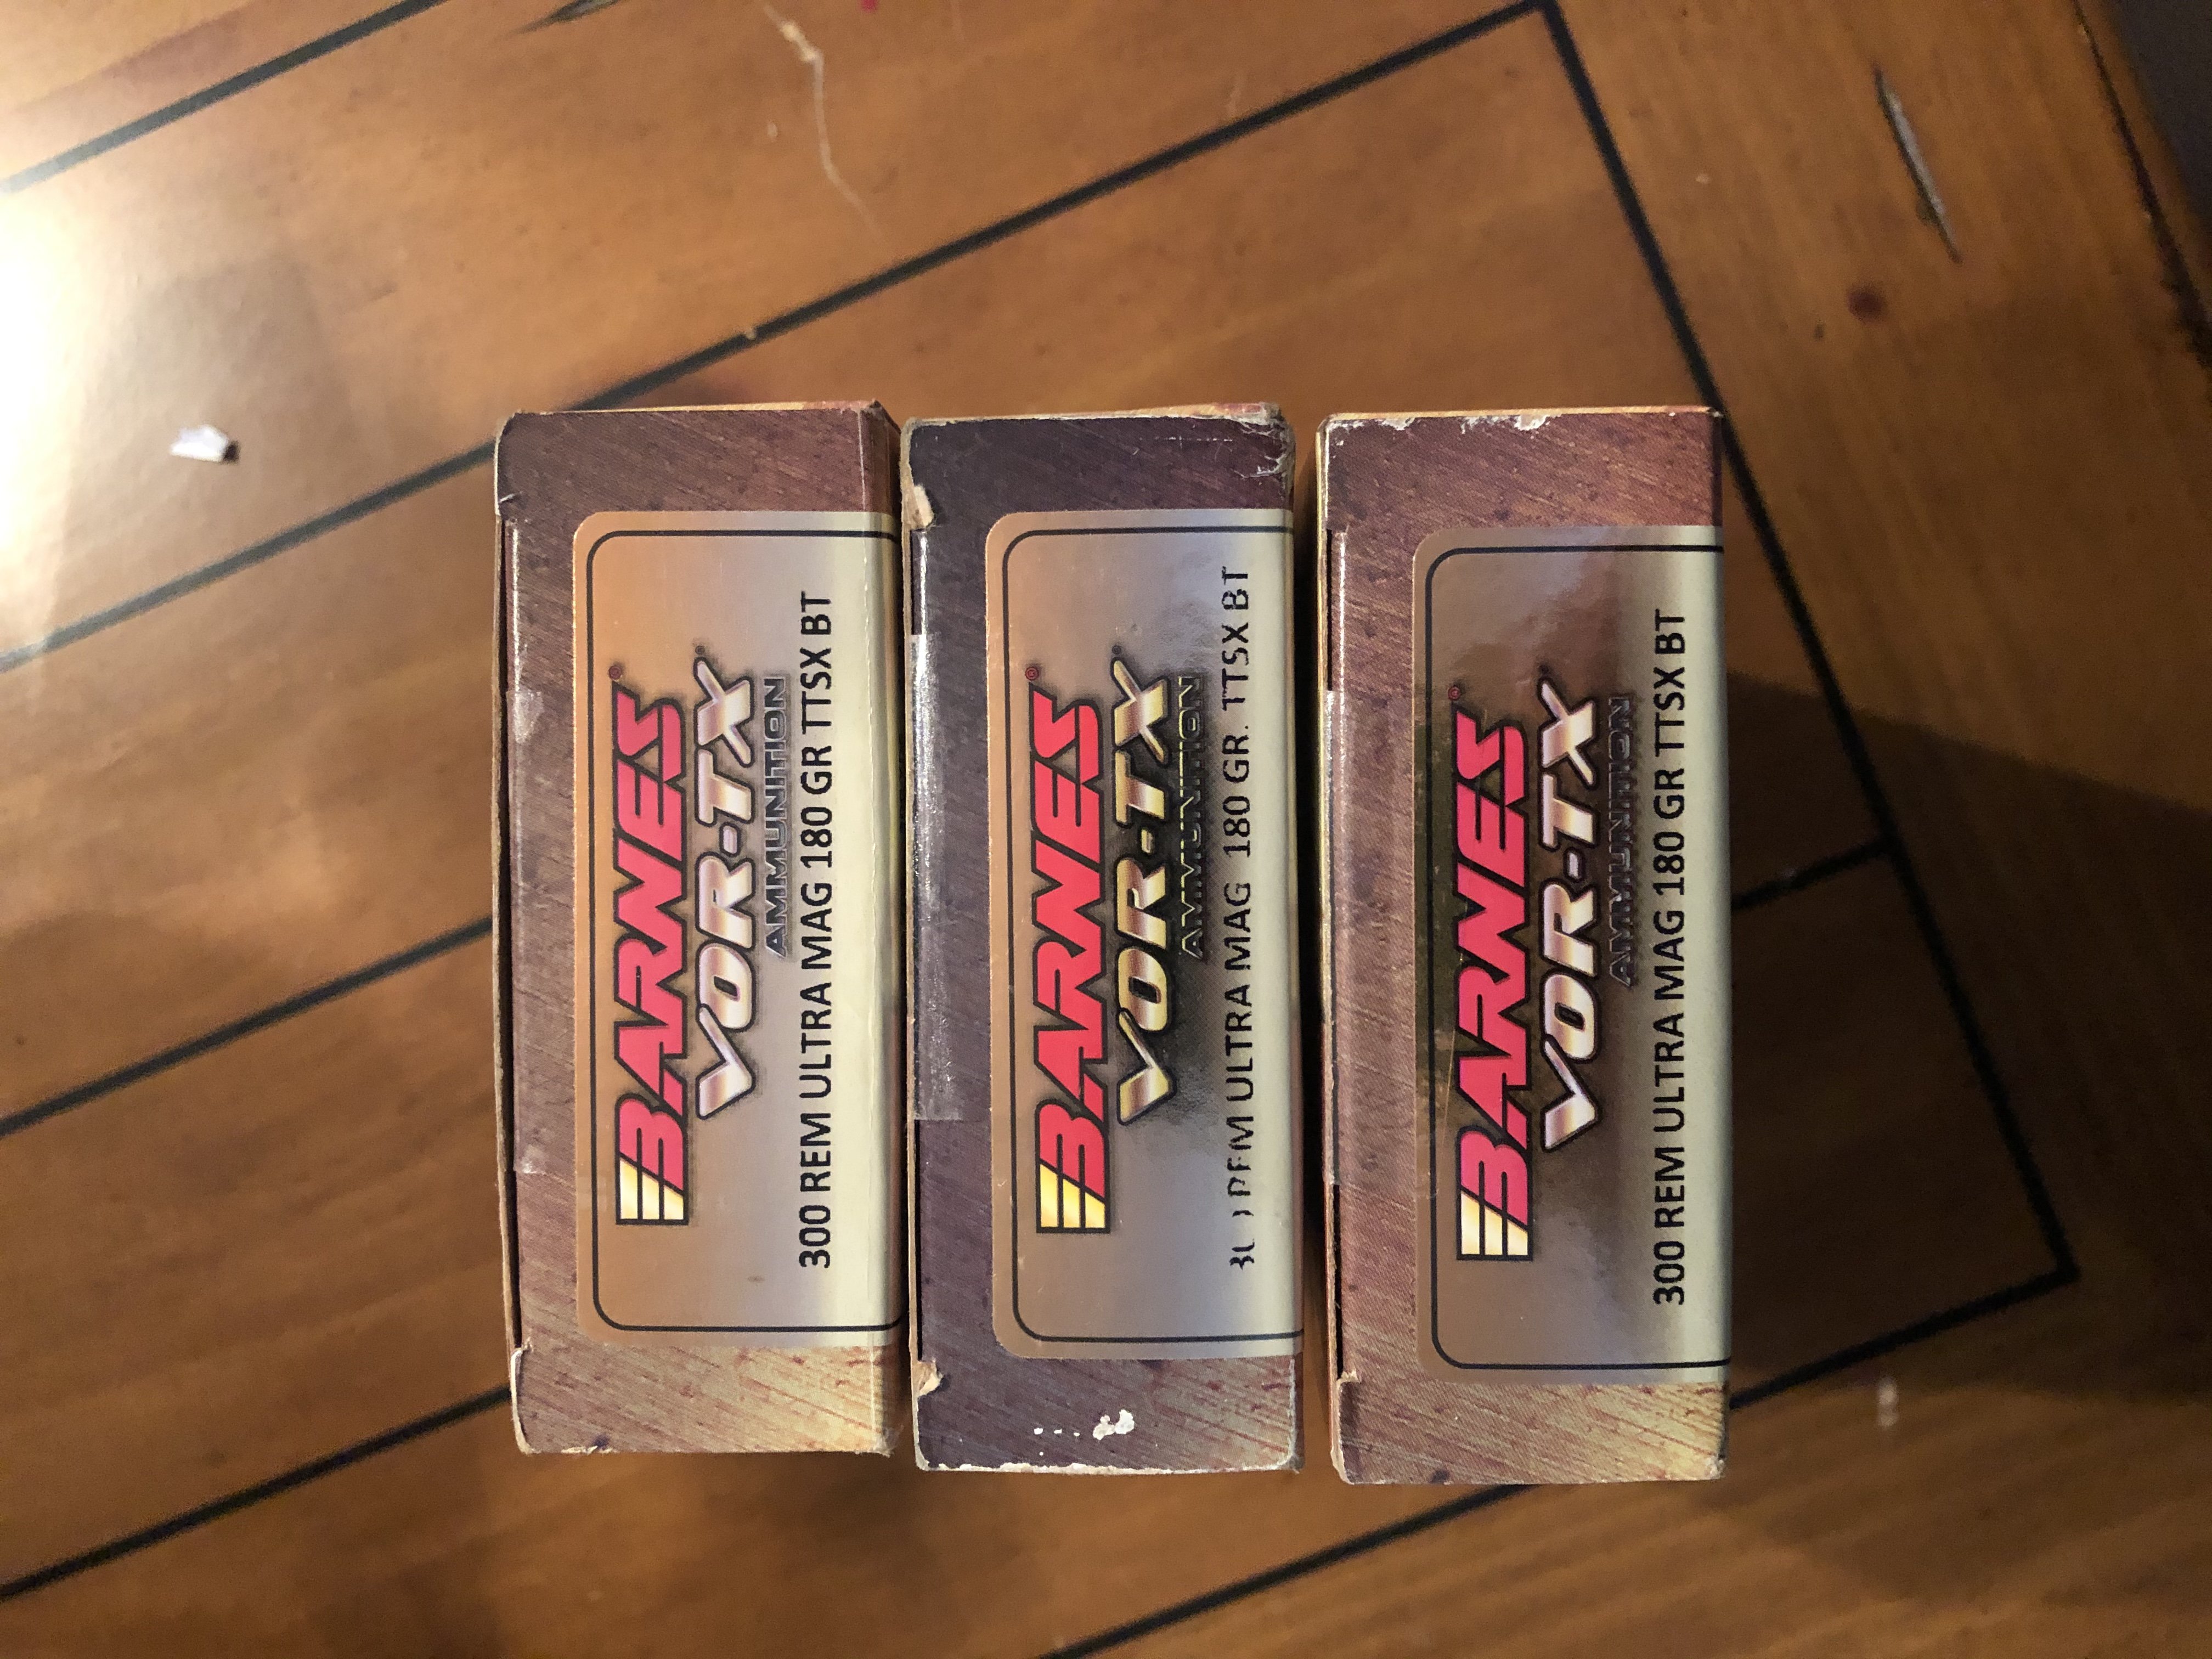 BARNES®
VOR-TX
AMMUNITION
300 REM ULTRA MAG 180 GR TTSX BT
BARNES®
VOR-TX
AMMUNITION
REM ULTRA MAG 180 GR. TTSX BT
BARNES®
VOR-TX
AMMUNITION
300 REM ULTRA MAG 180 GR TTSX BT